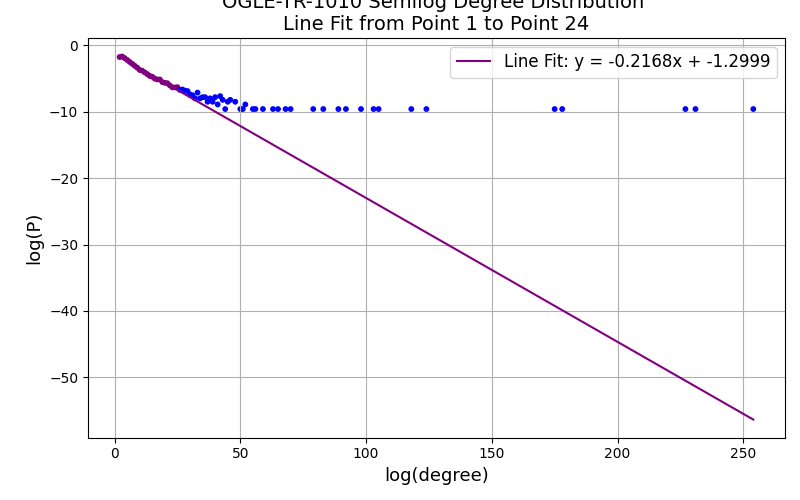 OGLE-TR-1010 Semilog Degree Distribution
Line Fit from Point 1 to Point 24
Line Fit: y = -0.2168x + -1.2999
0
−10
−20
−30
−40
−50
log(P)
0 50 100 150 200 250
log(degree)